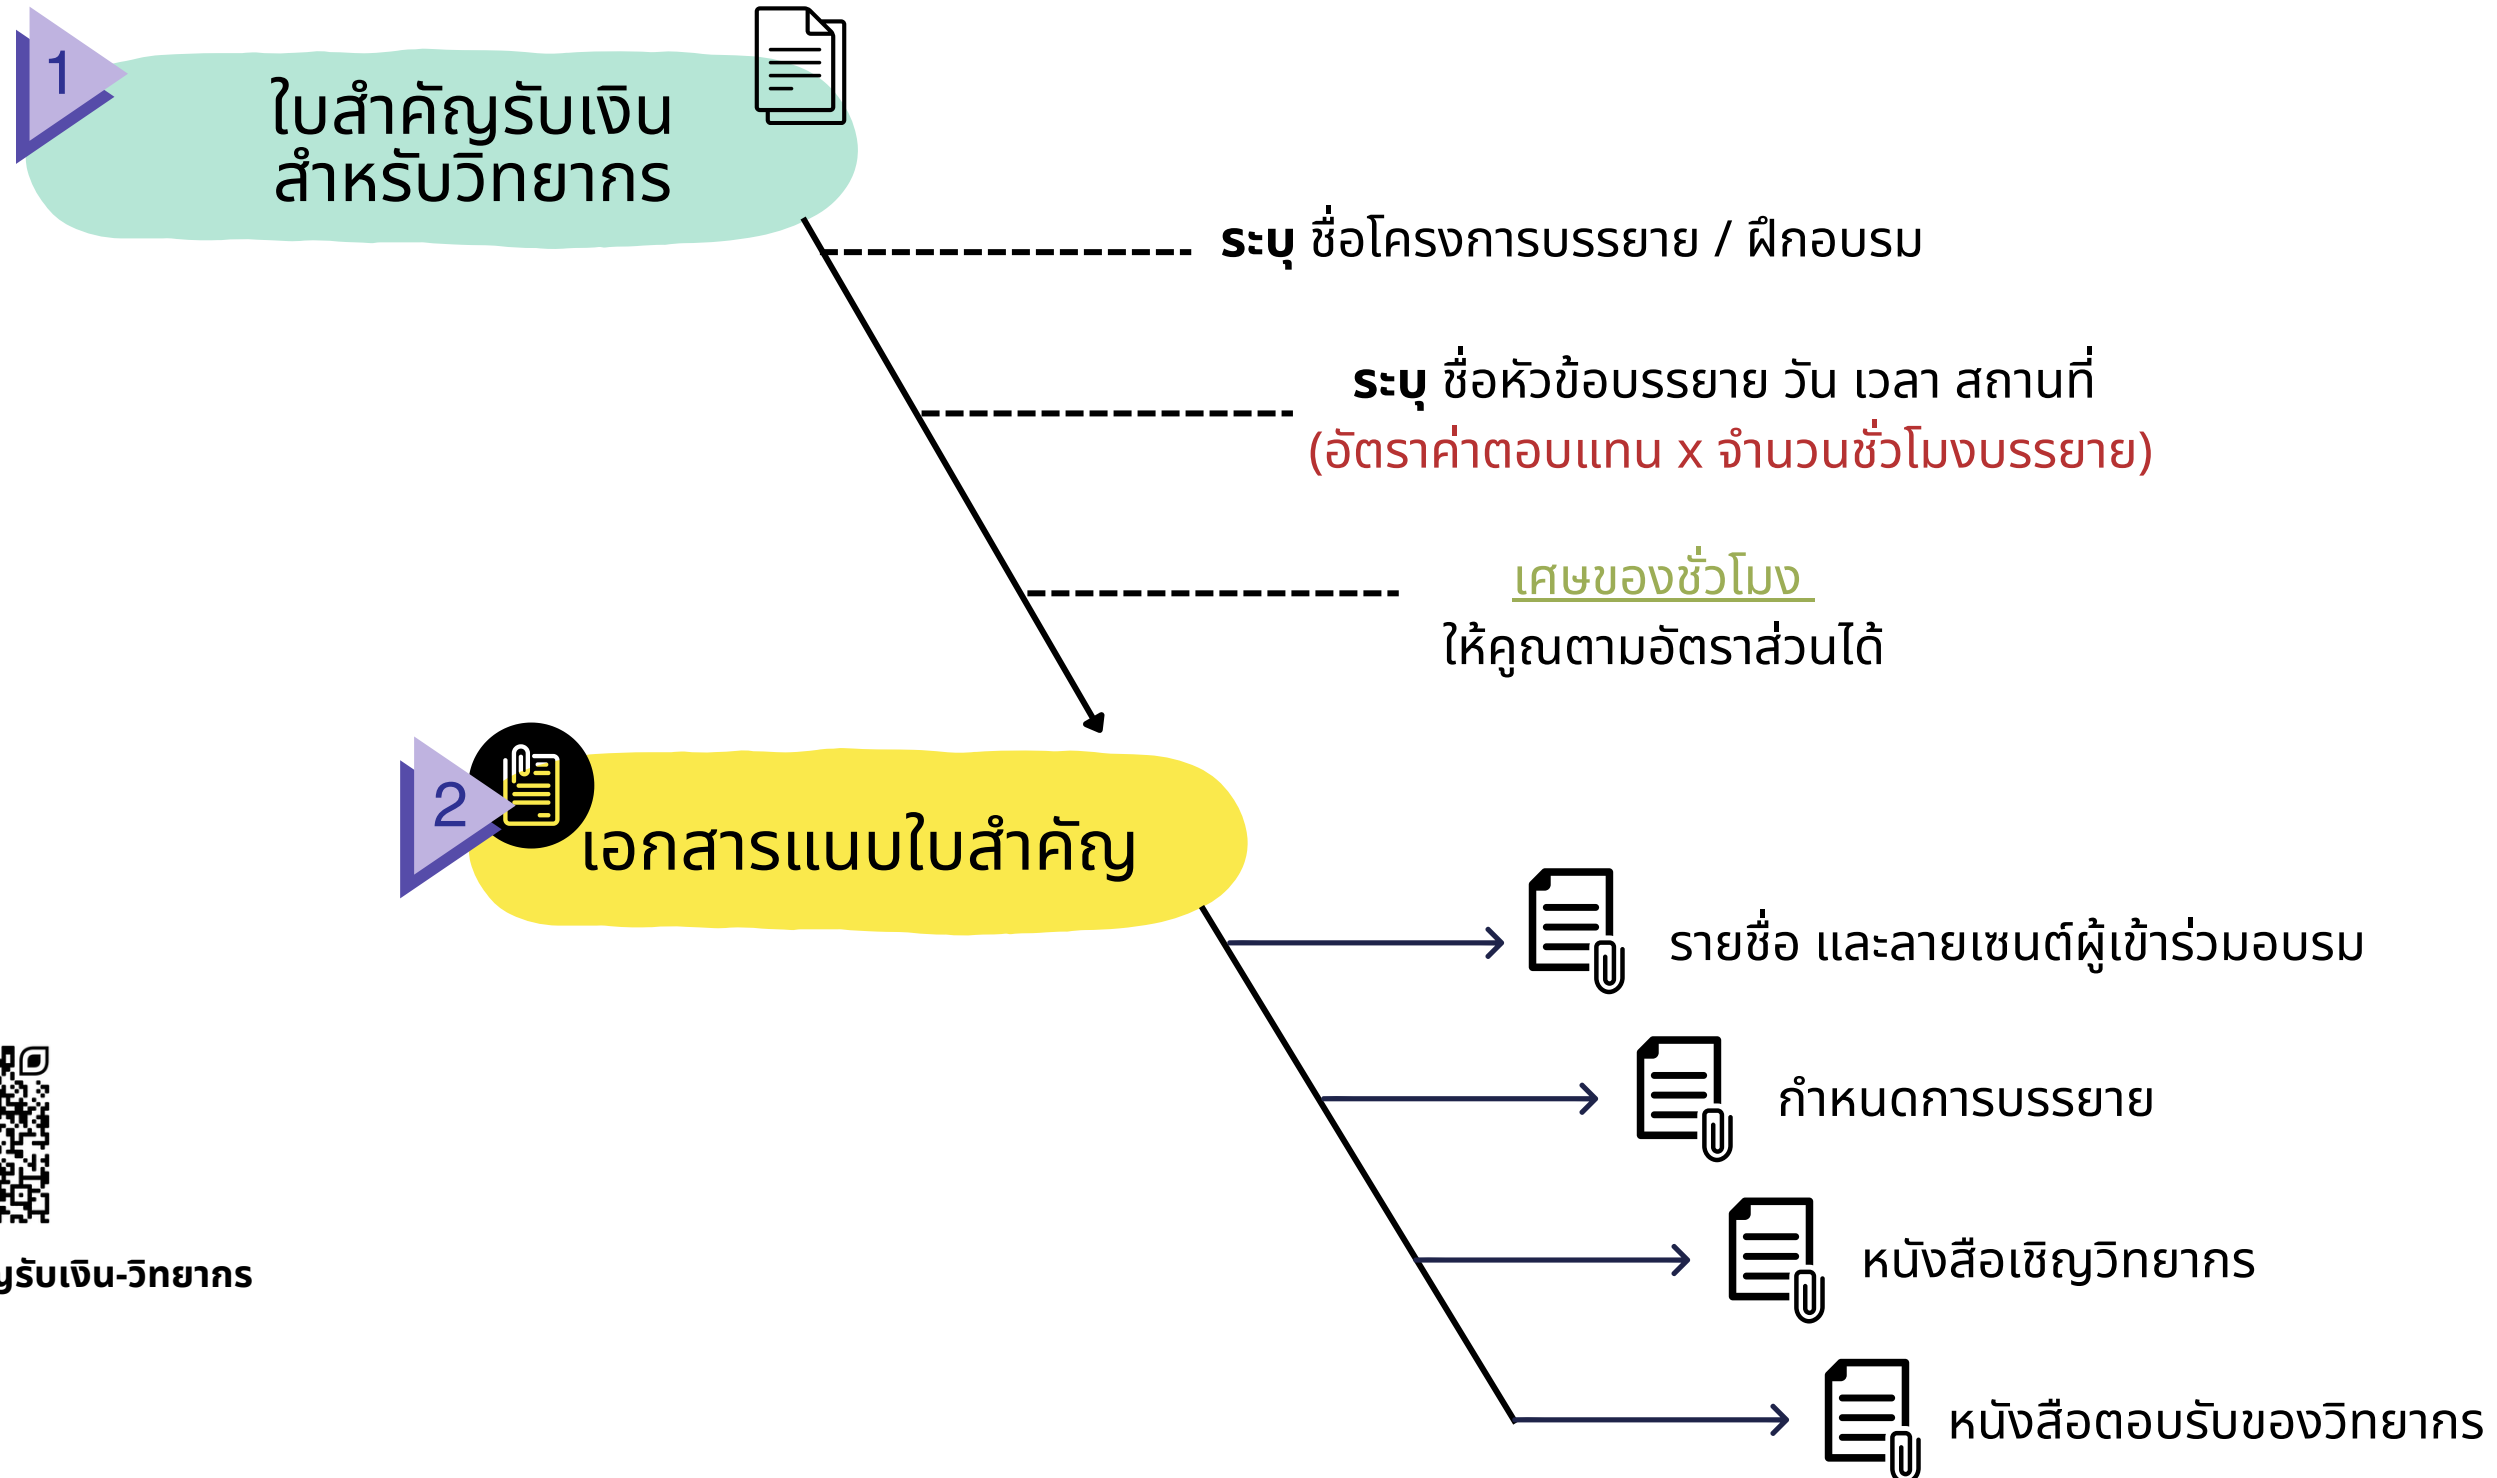 1
ใบสำคัญรับเงิน
สำหรับวิทยากร
ระบุ ชื่อโครงการบรรยาย / ฝึกอบรม
ระบุ ชื่อหัวข้อบรรยาย วัน เวลา สถานที่
(อัตราค่าตอบแทน x จำนวนชั่วโมงบรรยาย)
เศษของชั่วโมง
ให้คูณตามอัตราส่วนได้
2
เอกสารแนบใบสำคัญ
รายชื่อ และลายเซนต์ผู้เข้าร่วมอบรม
กำหนดการบรรยาย
หนังสือเชิญวิทยากร
หนังสือตอบรับของวิทยากร
ญรับเงิน-วิทยากร